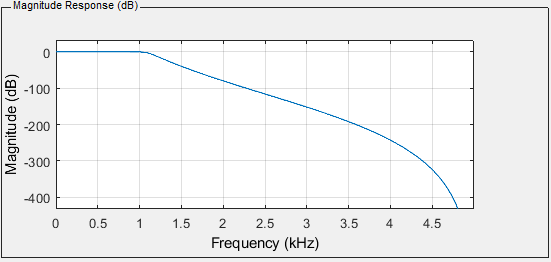 Magnitude Response (dB)
Magnitude (dB)
0
-100
-200
-300
-400
0 0.5 1 1.5 2 2.5 3 3.5 4 4.5
Frequency (kHz)